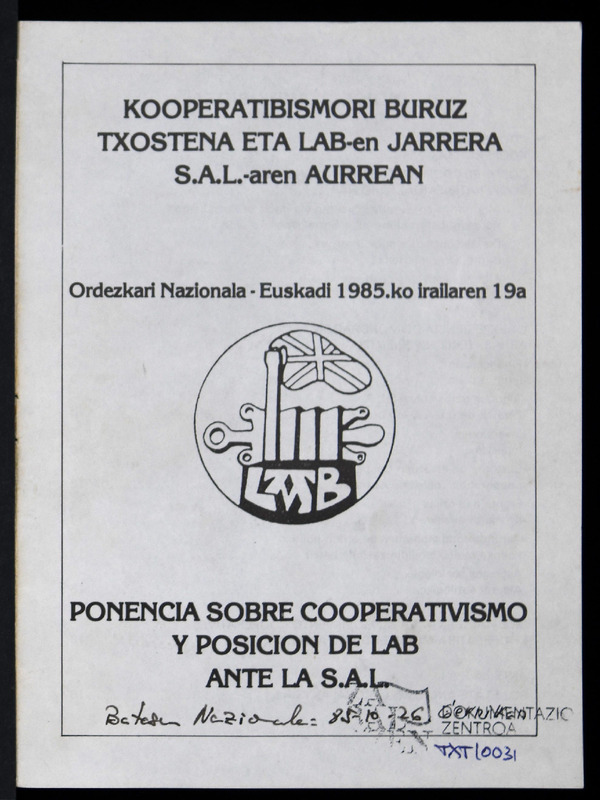 KOOPERATIBISMORI BURUZ
TXOSTENA ETA LAB-en JARRERA
S.A.L.-aren AURREAN
Ordezkari Nazionala - Euskadi 1985.ko irailaren 19a
LAB
PONENCIA SOBRE COOPERATIVISMO
Y POSICION DE LAB
ANTE LA S.A.L.
Batzar Nazionala: 85-10-26
DOKUMENTAZIO
ZENTROA
TXT/0031